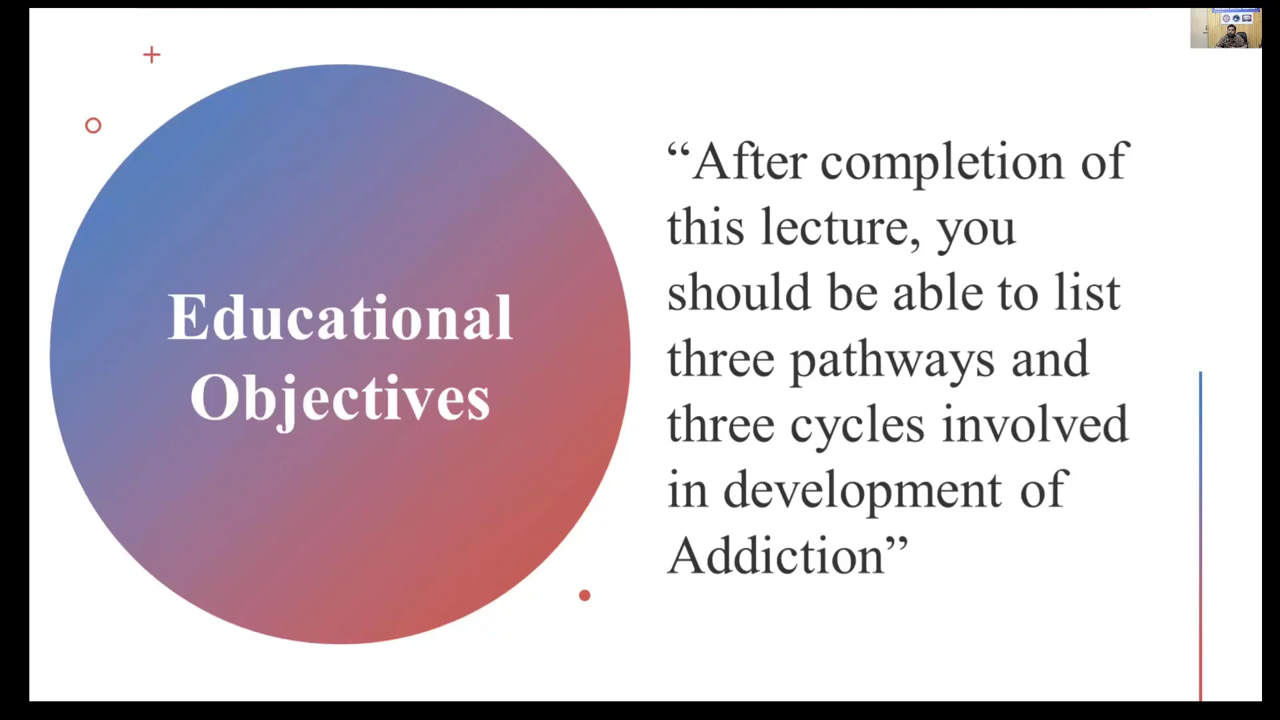 Educational
Objectives
“After completion of
this lecture, you
should be able to list
three pathways and
three cycles involved
in development of
Addiction”